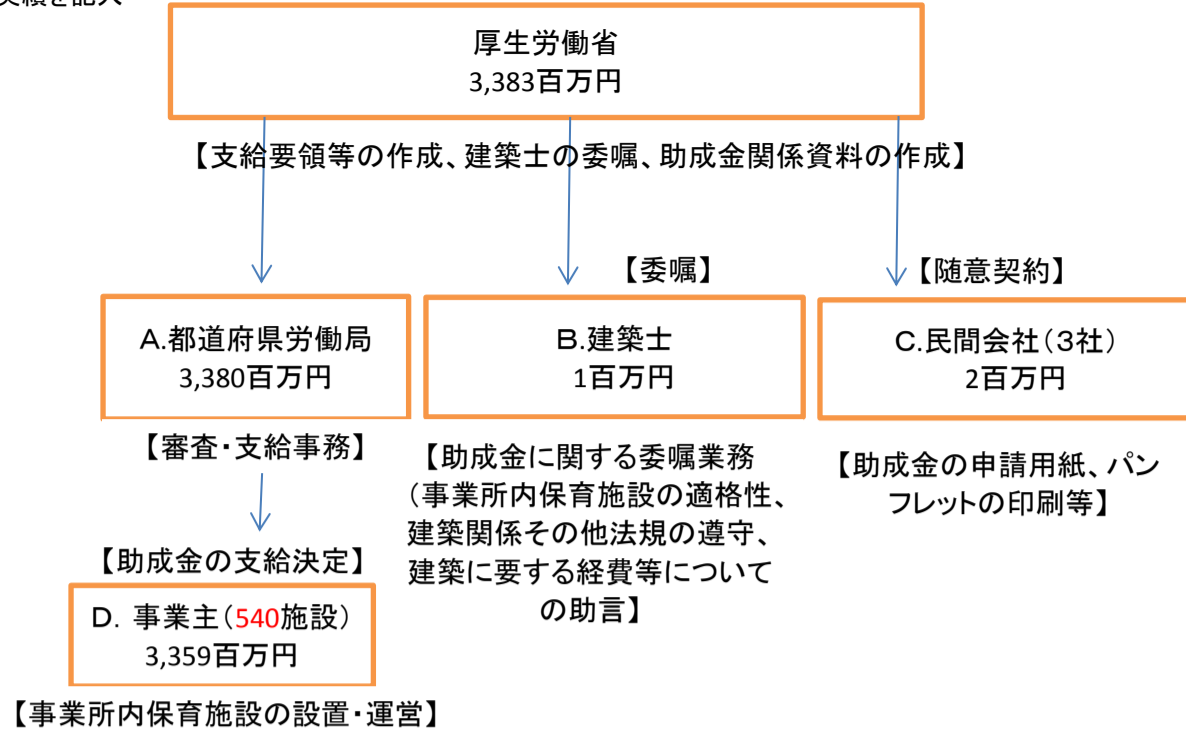 厚生労働省
3,383百万円
【支給要領等の作成、建築士の委嘱、助成金関係資料の作成】
【委嘱】
【随意契約】
A.都道府県労働局
3,380百万円
B.建築士
1百万円
C.民間会社（3社）
2百万円
【審査・支給事務】
【助成金に関する委嘱業務
（事業所内保育施設の適格性、
建築関係その他法規の遵守、
建築に要する経費等について
の助言】
【助成金の申請用紙、パン
フレットの印刷等】
【助成金の支給決定】
D. 事業主（540施設）
3,359百万円
【事業所内保育施設の設置・運営】